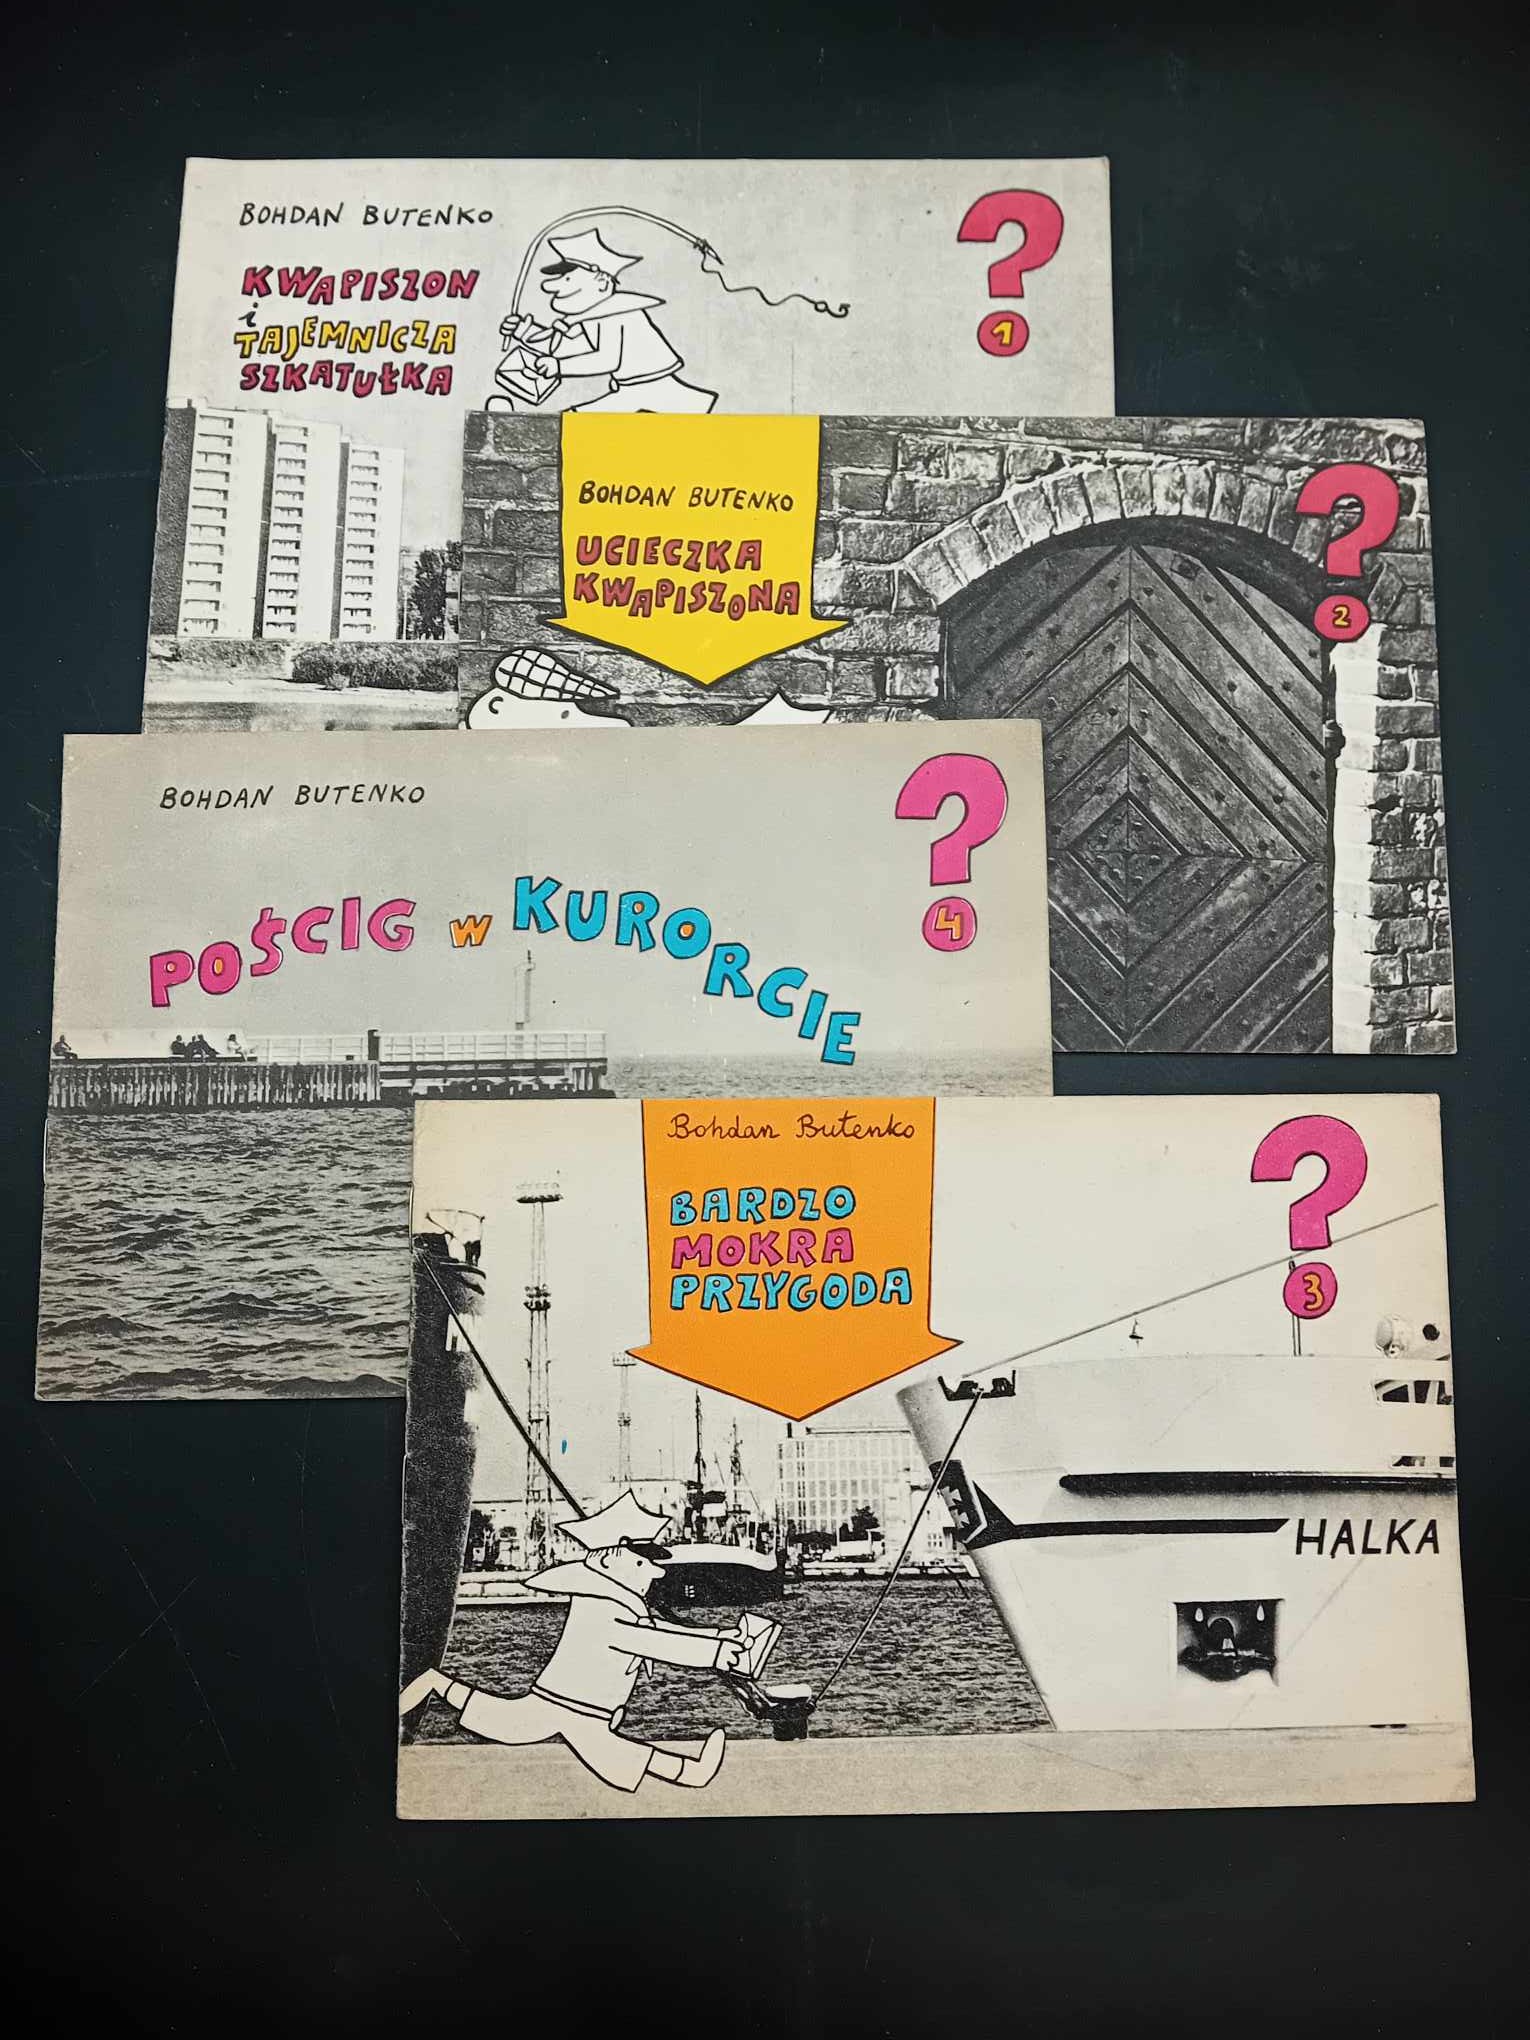 BOHDAN BUTENKO
KWAPISZON
i
TAJEMNICZA
SZKATUŁKA
?
1
BOHDAN BUTENKO
UCIECZKA
KWAPISZONA
?
2
BOHDAN BUTENKO
POŚCIG w KURORCIE
?
4
Bohdan Butenko
BARDZO
MOKRA
PRZYGODA
?
3
HALKA